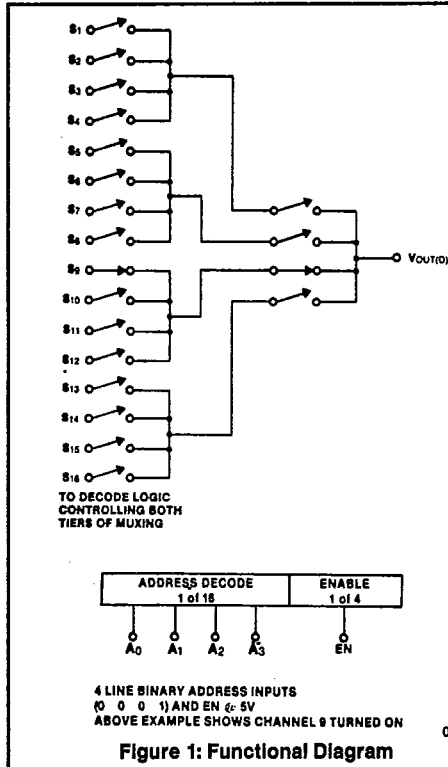 S1
S2
S3
S4
S5
S6
S7
S8
S9
S10
S11
S12
S13
S14
S15
S16
VOUT(D)
TO DECODE LOGIC
CONTROLLING BOTH
TIERS OF MUXING
ADDRESS DECODE
1 of 16
ENABLE
1 of 4
A0 A1 A2 A3 EN
4 LINE BINARY ADDRESS INPUTS
(0 0 0 1) AND EN @ 5V
ABOVE EXAMPLE SHOWS CHANNEL 9 TURNED ON
0
Figure 1: Functional Diagram